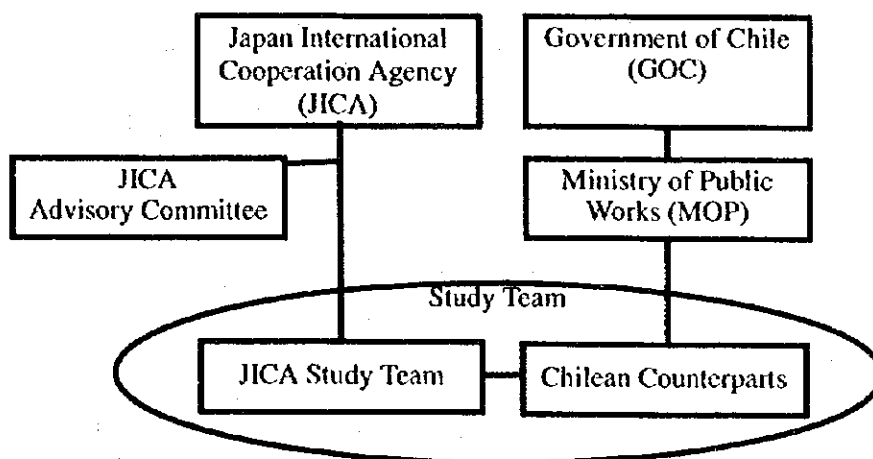 Japan International
Cooperation Agency
(JICA)
Government of Chile
(GOC)
JICA
Advisory Committee
Ministry of Public
Works (MOP)
Study Team
JICA Study Team
Chilean Counterparts